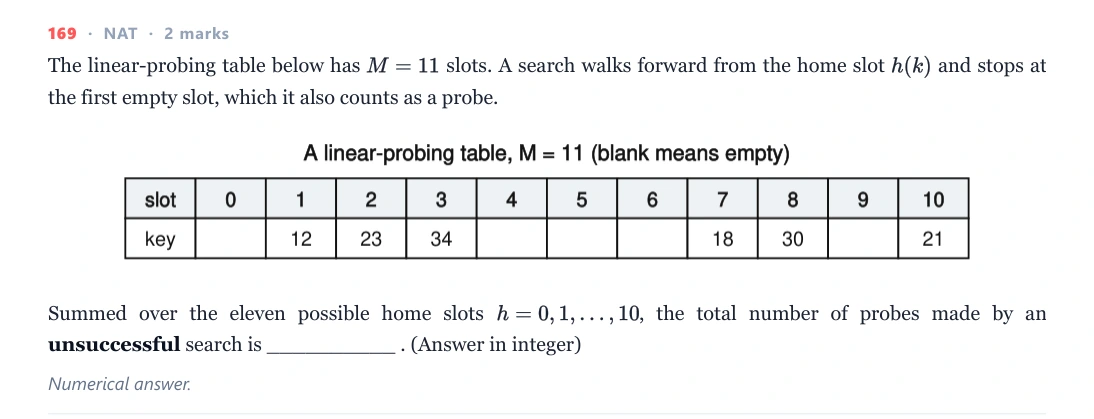 169 · NAT · 2 marks
The linear-probing table below has M = 11 slots. A search walks forward from the home slot h(k) and stops at
the first empty slot, which it also counts as a probe.
A linear-probing table, M = 11 (blank means empty)
slot 0 1 2 3 4 5 6 7 8 9 10
key 12 23 34 18 30 21
Summed over the eleven possible home slots h = 0, 1, . . . , 10, the total number of probes made by an
unsuccessful search is ____________ . (Answer in integer)
Numerical answer.